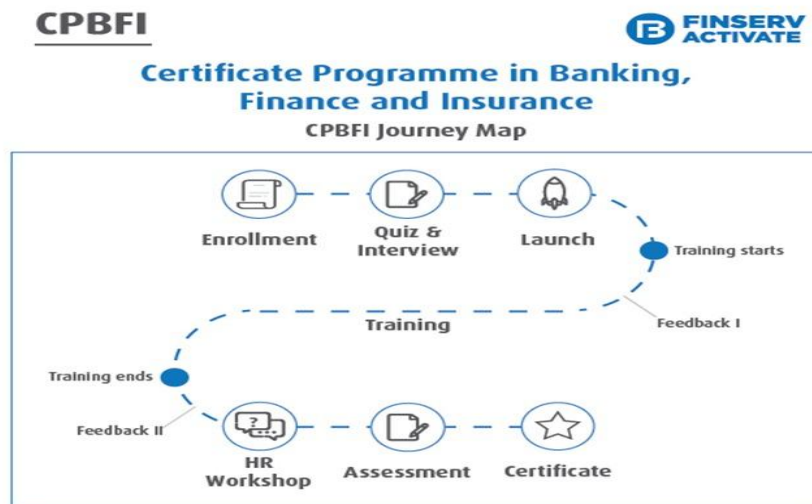 CPBFI
FINSERV
ACTIVATE
Certificate Programme in Banking,
Finance and Insurance
CPBFI Journey Map
Enrollment
Quiz &
Interview
Launch
Training starts
Feedback I
Training
Training ends
Feedback II
?
HR
Workshop
Assessment
Certificate